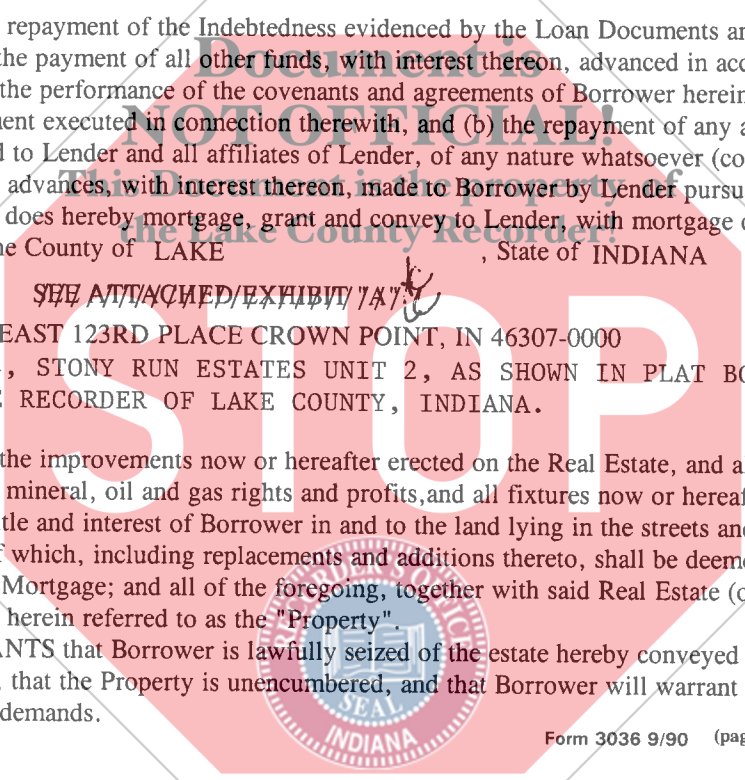 repayment of the Indebtedness evidenced by the Loan Documents an
the payment of all other funds, with interest thereon, advanced in acc
Document is
the performance of the covenants and agreements of Borrower herein
NOT OFFICIAL!
ent executed in connection therewith, and (b) the repayment of any a
to Lender and all affiliates of Lender, of any nature whatsoever (co
This Document is the property of
advances, with interest thereon, made to Borrower by Lender pursu
does hereby mortgage, grant and convey to Lender, with mortgage c
the Lake County Recorder!
e County of LAKE , State of INDIANA
SEE ATTACHED EXHIBIT "A"
EAST 123RD PLACE CROWN POINT, IN 46307-0000
, STONY RUN ESTATES UNIT 2, AS SHOWN IN PLAT BO
RECORDER OF LAKE COUNTY, INDIANA.
STOP
the improvements now or hereafter erected on the Real Estate, and a
mineral, oil and gas rights and profits,and all fixtures now or hereaf
tle and interest of Borrower in and to the land lying in the streets an
f which, including replacements and additions thereto, shall be deeme
Mortgage; and all of the foregoing, together with said Real Estate (o
herein referred to as the "Property".
ANTS that Borrower is lawfully seized of the estate hereby conveyed
, that the Property is unencumbered, and that Borrower will warrant
demands.
RECORDER'S OFFICE
SEAL
INDIANA
Form 3036 9/90 (pag